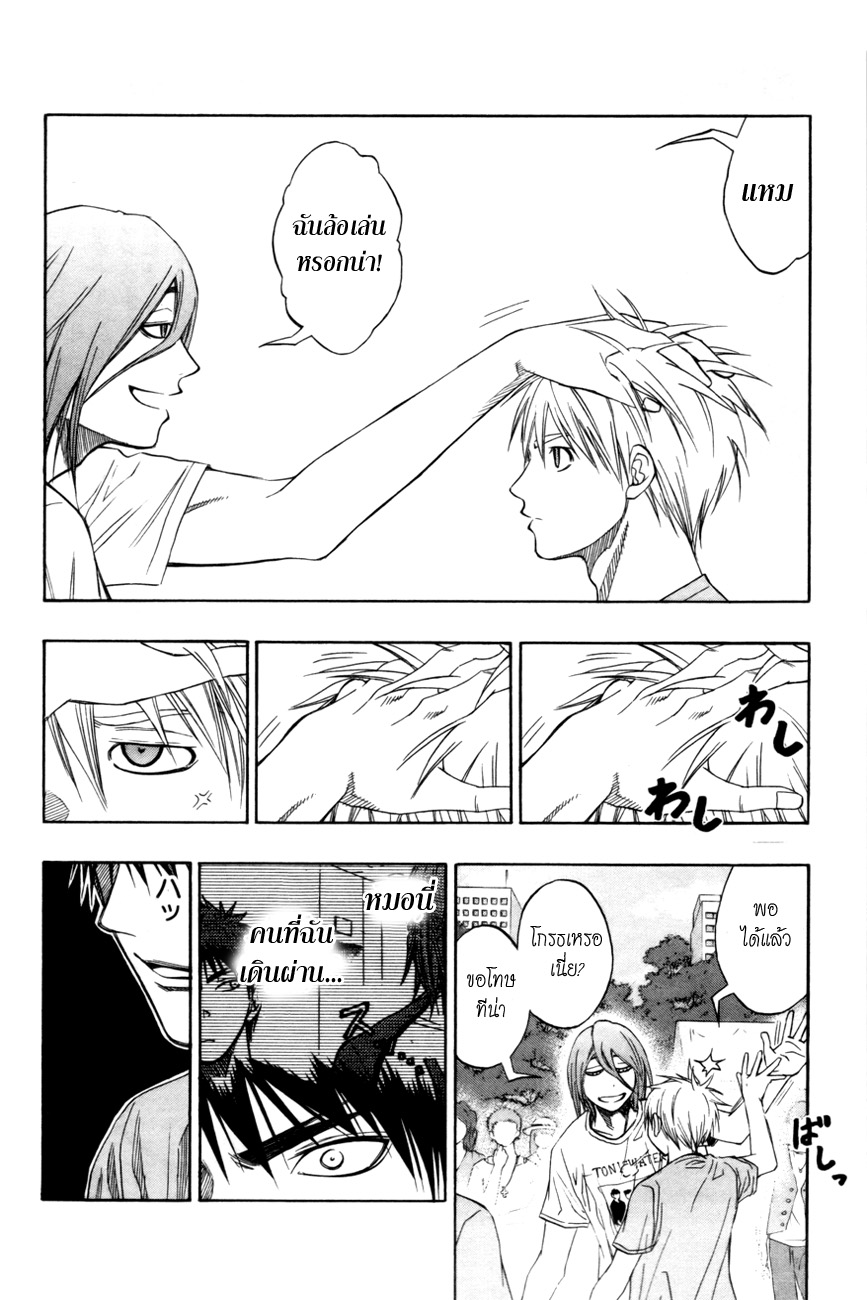 แหม
ฉันล้อเล่น
หรอกน่า!
わし
わし
พอ
ได้แล้ว
โกรธเหรอ
เนี่ย?
ขอโทษ
ทีน่า
TONICWATER
ばしっ
หมอนี่
คนที่ฉัน
เดินผ่าน...
ハッ